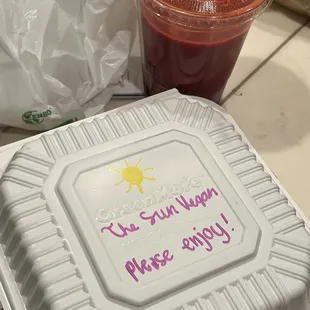 The Sun Vegan
please enjoy!